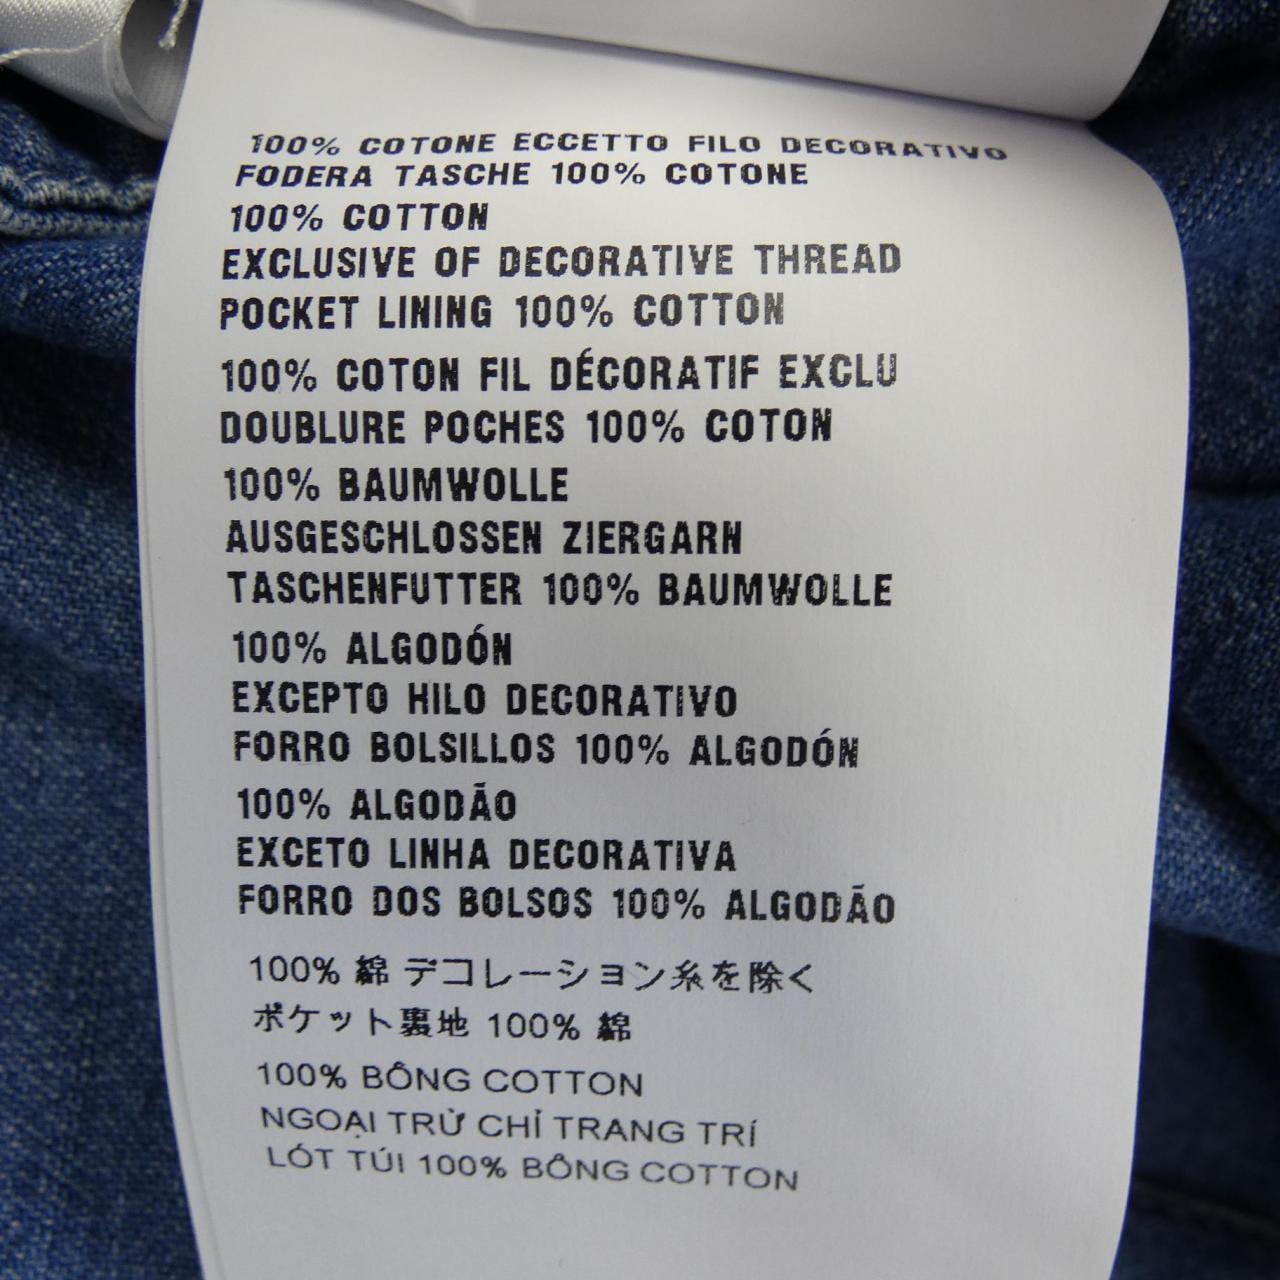 100% COTONE ECCETTO FILO DECORATIVO
FODERA TASCHE 100% COTONE
100% COTTON
EXCLUSIVE OF DECORATIVE THREAD
POCKET LINING 100% COTTON
100% COTON FIL DÉCORATIF EXCLU
DOUBLURE POCHES 100% COTON
100% BAUMWOLLE
AUSGESCHLOSSEN ZIERGARN
TASCHENFUTTER 100% BAUMWOLLE
100% ALGODÓN
EXCEPTO HILO DECORATIVO
FORRO BOLSILLOS 100% ALGODÓN
100% ALGODÃO
EXCETO LINHA DECORATIVA
FORRO DOS BOLSOS 100% ALGODÃO
100% 綿 デコレーション糸を除く
ポケット裏地 100% 綿
100% BÔNG COTTON
NGOẠI TRỪ CHỈ TRANG TRÍ
LÓT TÚI 100% BÔNG COTTON